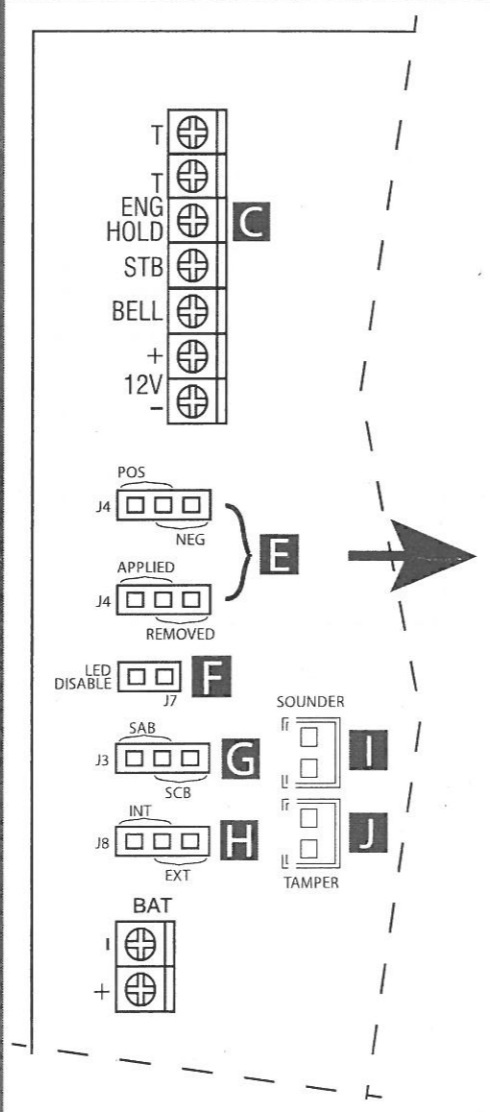 T
T
ENG
HOLD
C
STB
BELL
+
12V
−
POS
J4
NEG
E
APPLIED
J4
REMOVED
LED
DISABLE
J7
F
SOUNDER
SAB
J3
G
I
SCB
INT
J8
H
J
EXT
TAMPER
BAT
−
+